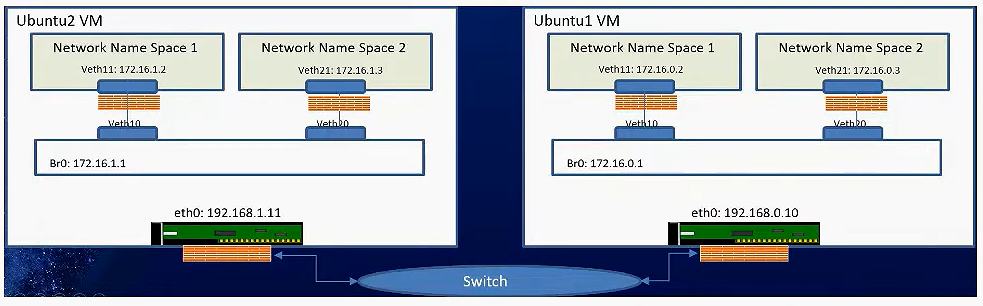 Ubuntu2 VM
Network Name Space 1
Veth11: 172.16.1.2
Network Name Space 2
Veth21: 172.16.1.3
Veth10
Veth20
Br0: 172.16.1.1
eth0: 192.168.1.11
Ubuntu1 VM
Network Name Space 1
Veth11: 172.16.0.2
Network Name Space 2
Veth21: 172.16.0.3
Veth10
Veth20
Br0: 172.16.0.1
eth0: 192.168.0.10
Switch